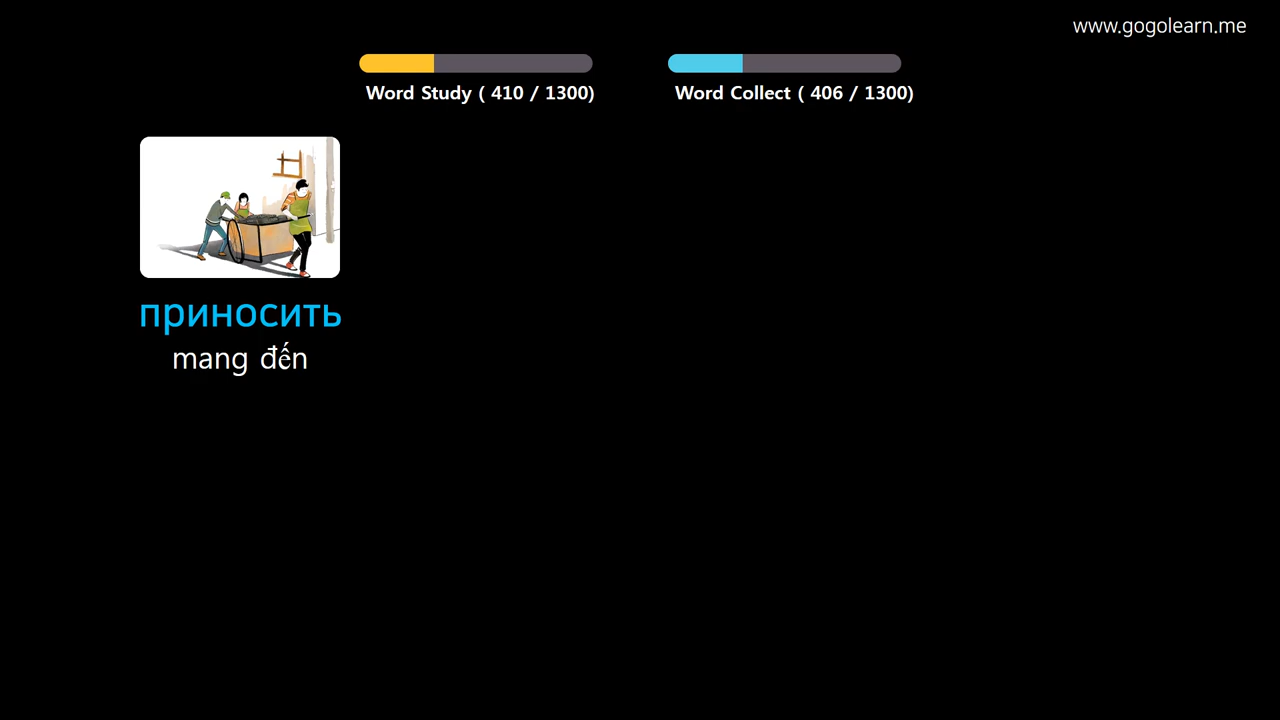 www.gogolearn.me
Word Study ( 410 / 1300)
Word Collect ( 406 / 1300)
приносить
mang đến